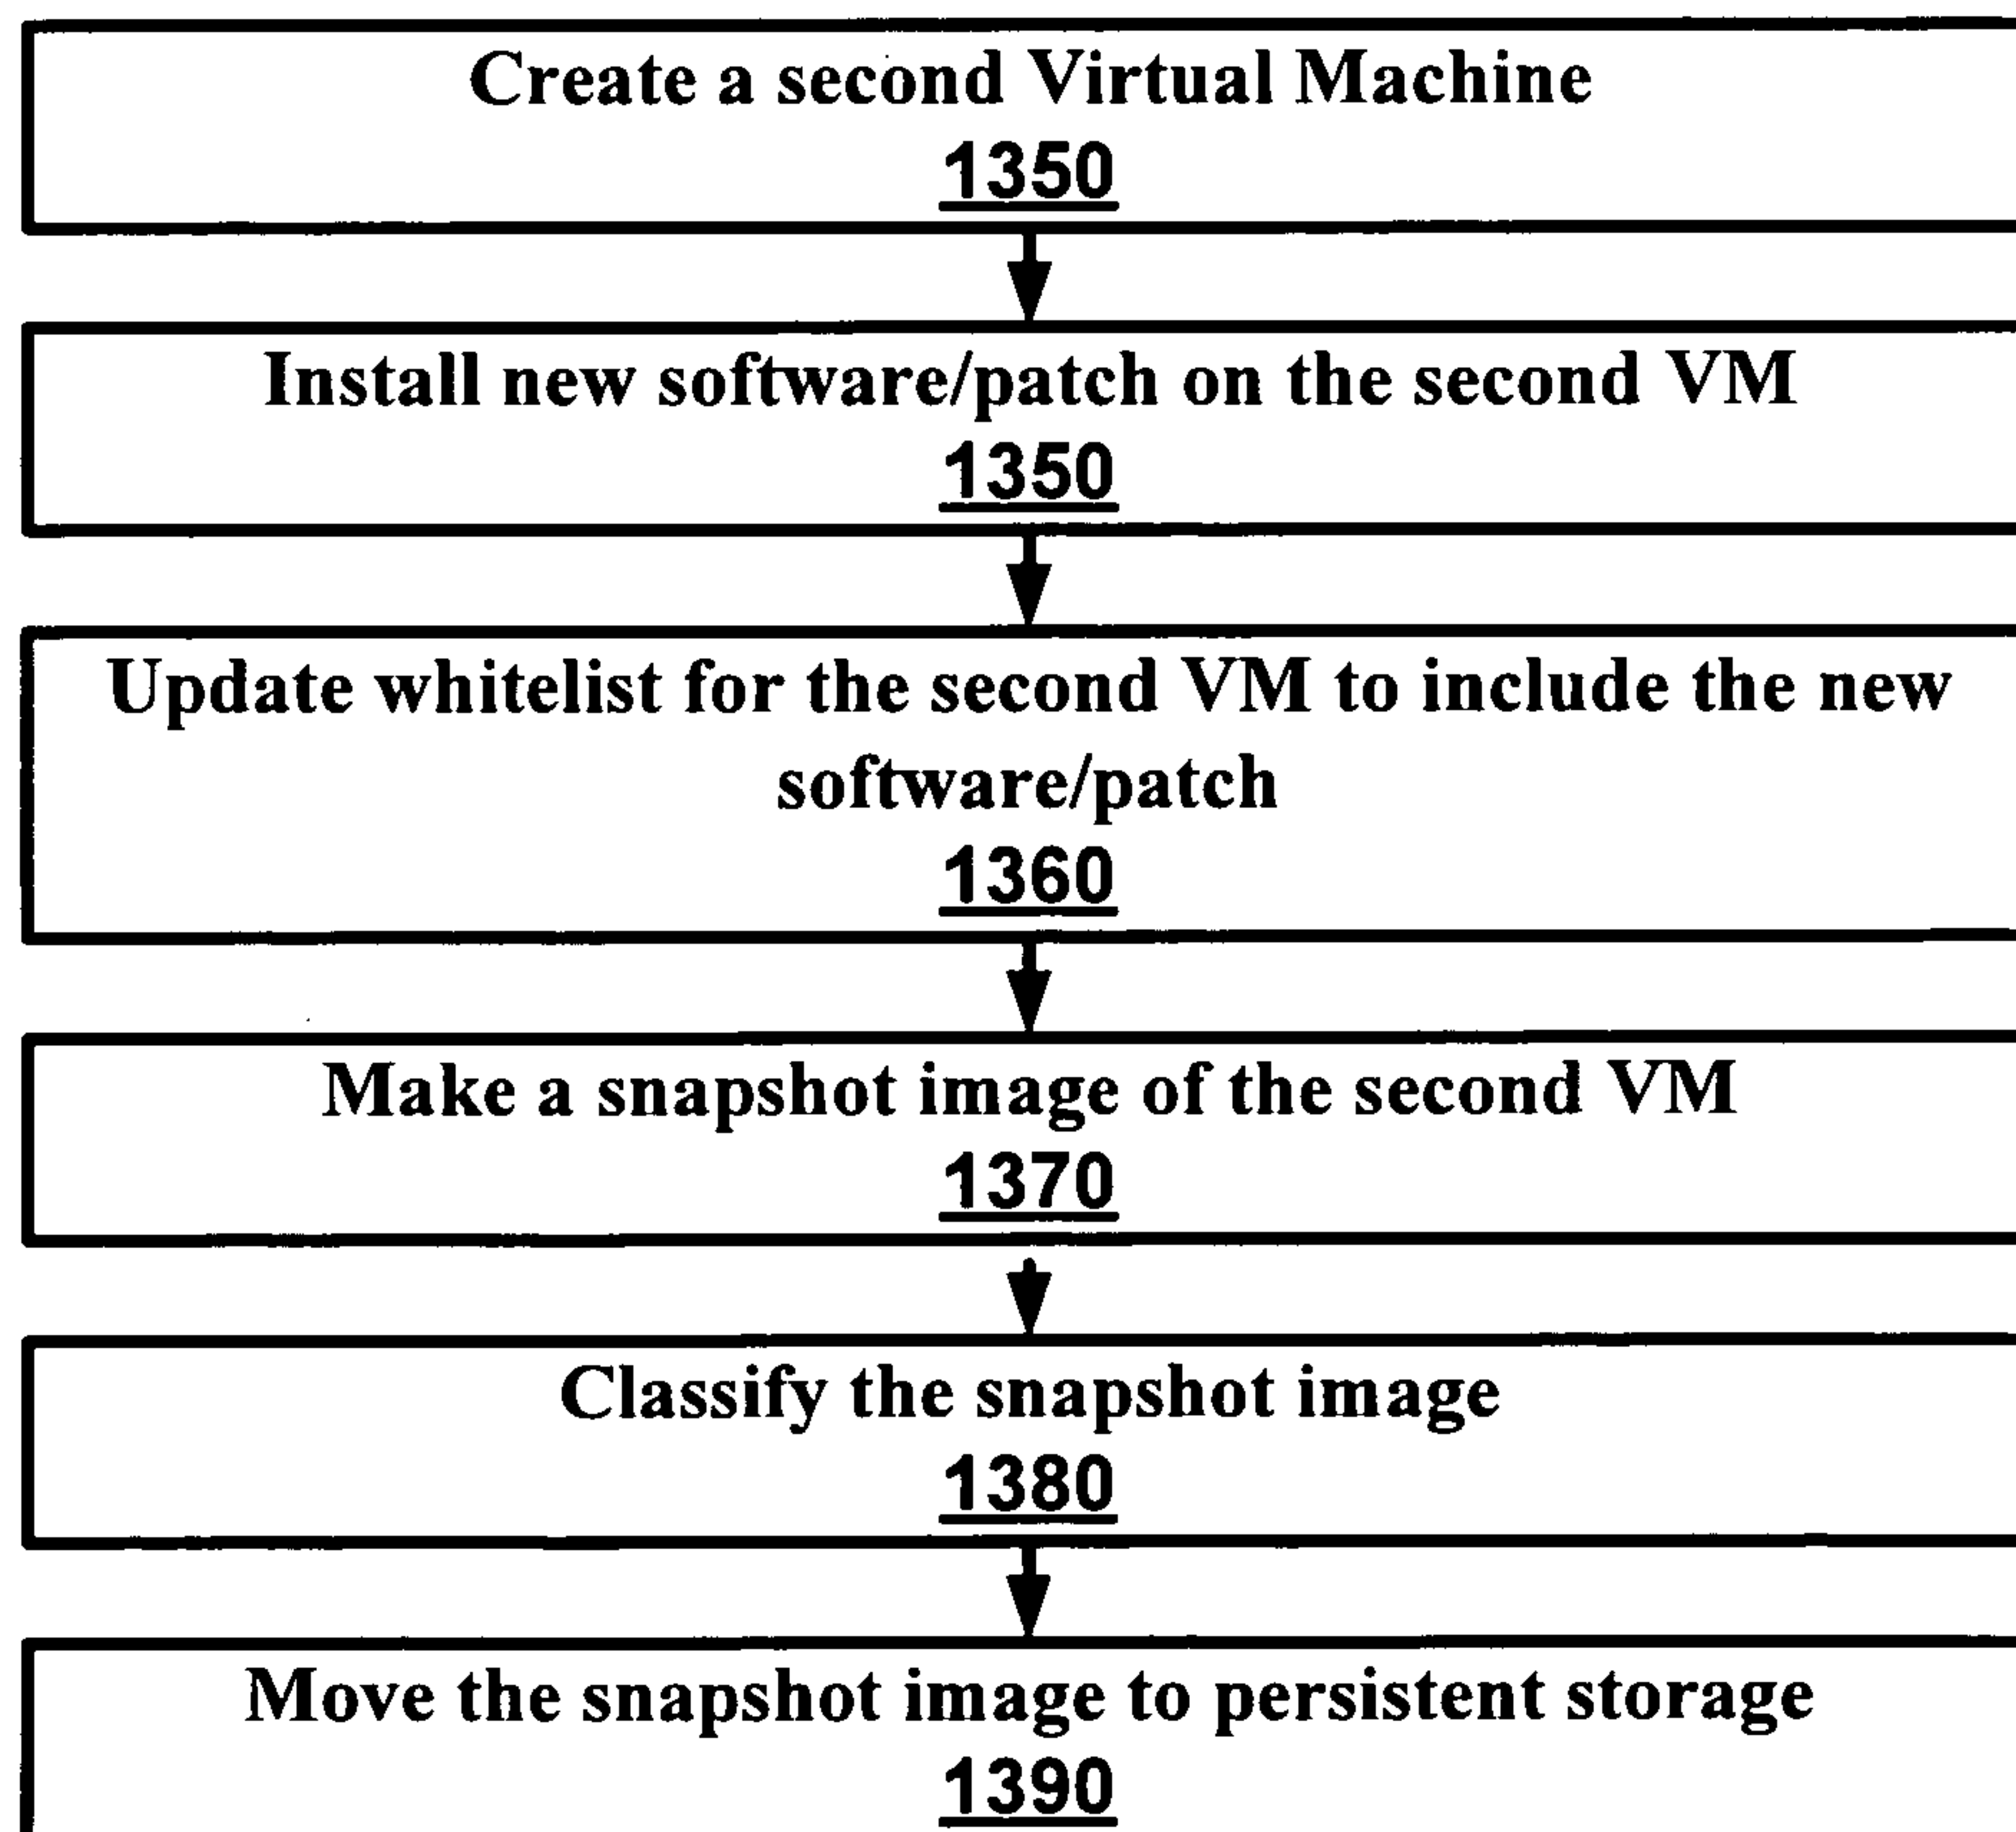 Create a second Virtual Machine
1350
Install new software/patch on the second VM
1350
Update whitelist for the second VM to include the new
software/patch
1360
Make a snapshot image of the second VM
1370
Classify the snapshot image
1380
Move the snapshot image to persistent storage
1390